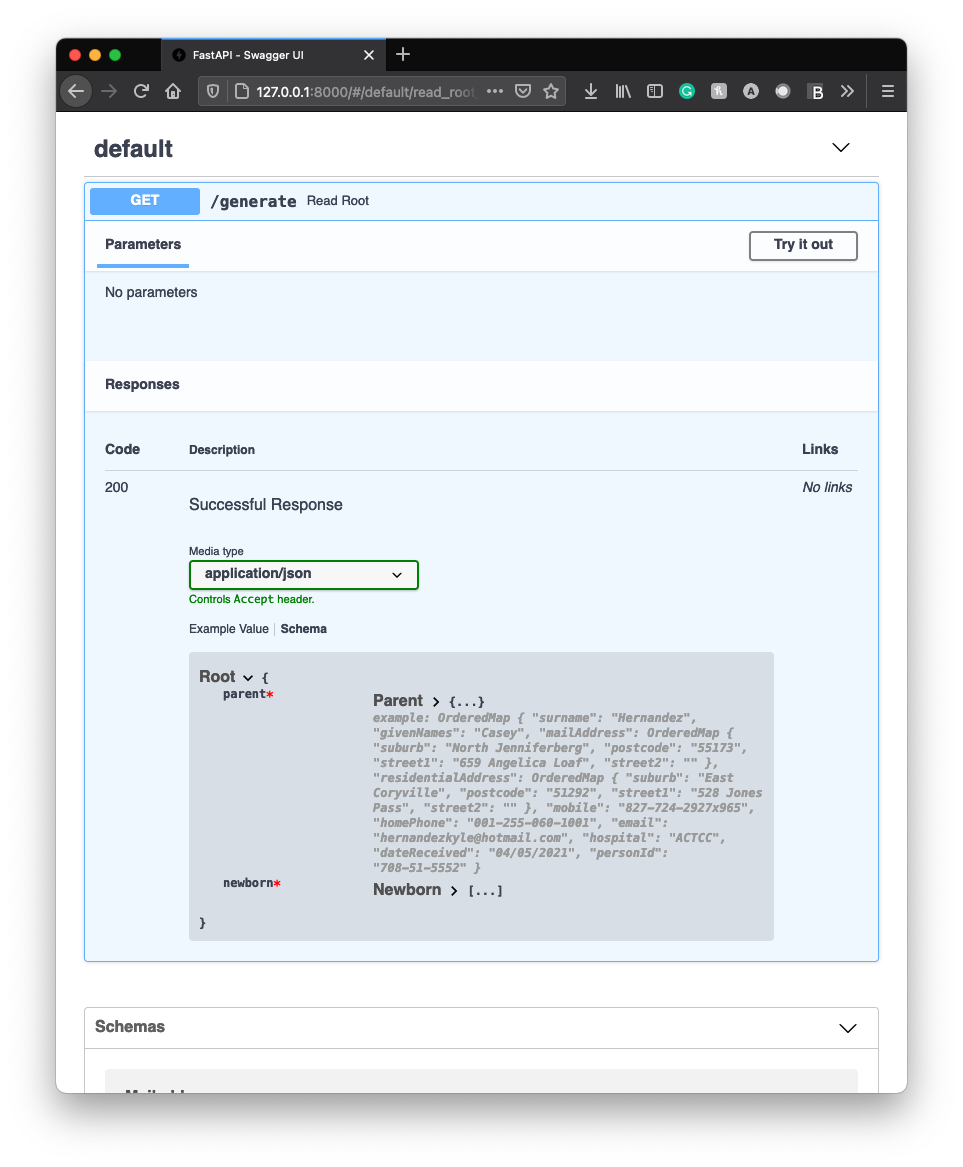 FastAPI - Swagger UI
127.0.0.1:8000/#/default/read_root
default
GET /generate Read Root
Parameters
Try it out
No parameters
Responses
Code Description Links
200 Successful Response No links
Media type
application/json
Controls Accept header.
Example Value Schema
Root {
parent*
Parent {...}
example: OrderedMap { "surname": "Hernandez",
"givenNames": "Casey", "mailAddress": OrderedMap {
"suburb": "North Jenniferberg", "postcode": "55173",
"street1": "659 Angelica Loaf", "street2": "" },
"residentialAddress": OrderedMap { "suburb": "East
Coryville", "postcode": "51292", "street1": "528 Jones
Pass", "street2": "" }, "mobile": "827-724-2927x965",
"homePhone": "001-255-060-1001", "email":
"hernandezkyle@hotmail.com", "hospital": "ACTCC",
"dateReceived": "04/05/2021", "personId":
"708-51-5552" }
newborn*
Newborn [...]
}
Schemas